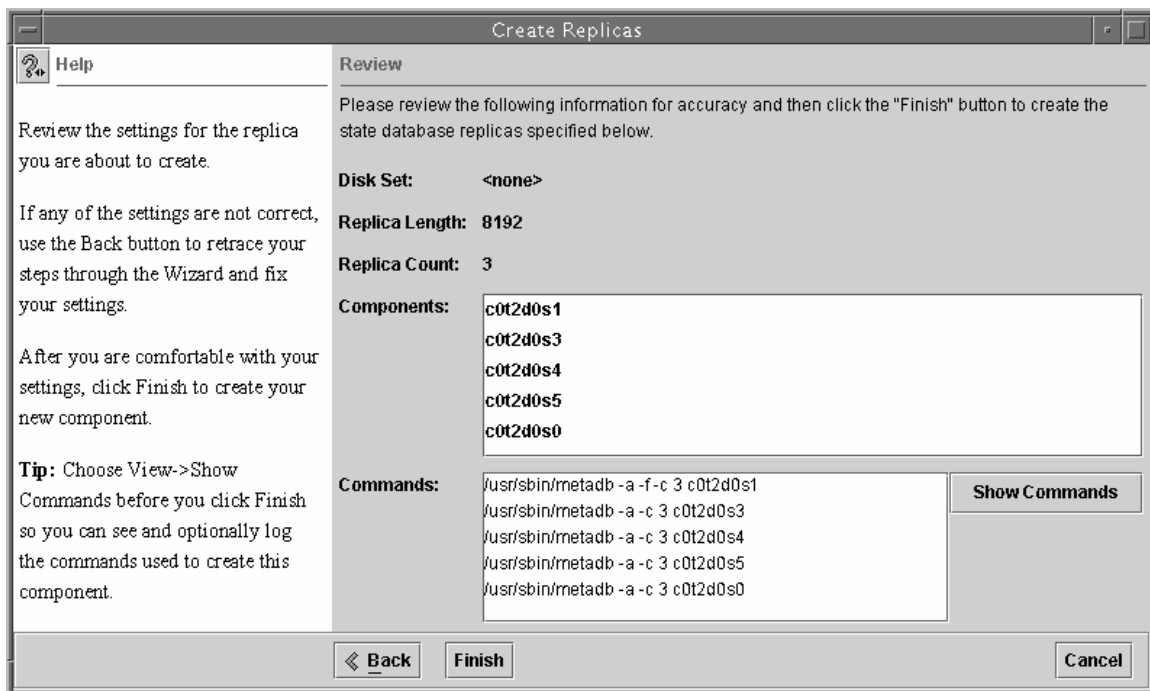 Create Replicas
Help
Review the settings for the replica
you are about to create.
If any of the settings are not correct,
use the Back button to retrace your
steps through the Wizard and fix
your settings.
After you are comfortable with your
settings, click Finish to create your
new component.
Tip: Choose View->Show
Commands before you click Finish
so you can see and optionally log
the commands used to create this
component.
Review
Please review the following information for accuracy and then click the "Finish" button to create the
state database replicas specified below.
Disk Set: <none>
Replica Length: 8192
Replica Count: 3
Components:
c0t2d0s1
c0t2d0s3
c0t2d0s4
c0t2d0s5
c0t2d0s0
Commands:
/usr/sbin/metadb -a -f -c 3 c0t2d0s1
/usr/sbin/metadb -a -c 3 c0t2d0s3
/usr/sbin/metadb -a -c 3 c0t2d0s4
/usr/sbin/metadb -a -c 3 c0t2d0s5
/usr/sbin/metadb -a -c 3 c0t2d0s0
Show Commands
Back
Finish
Cancel